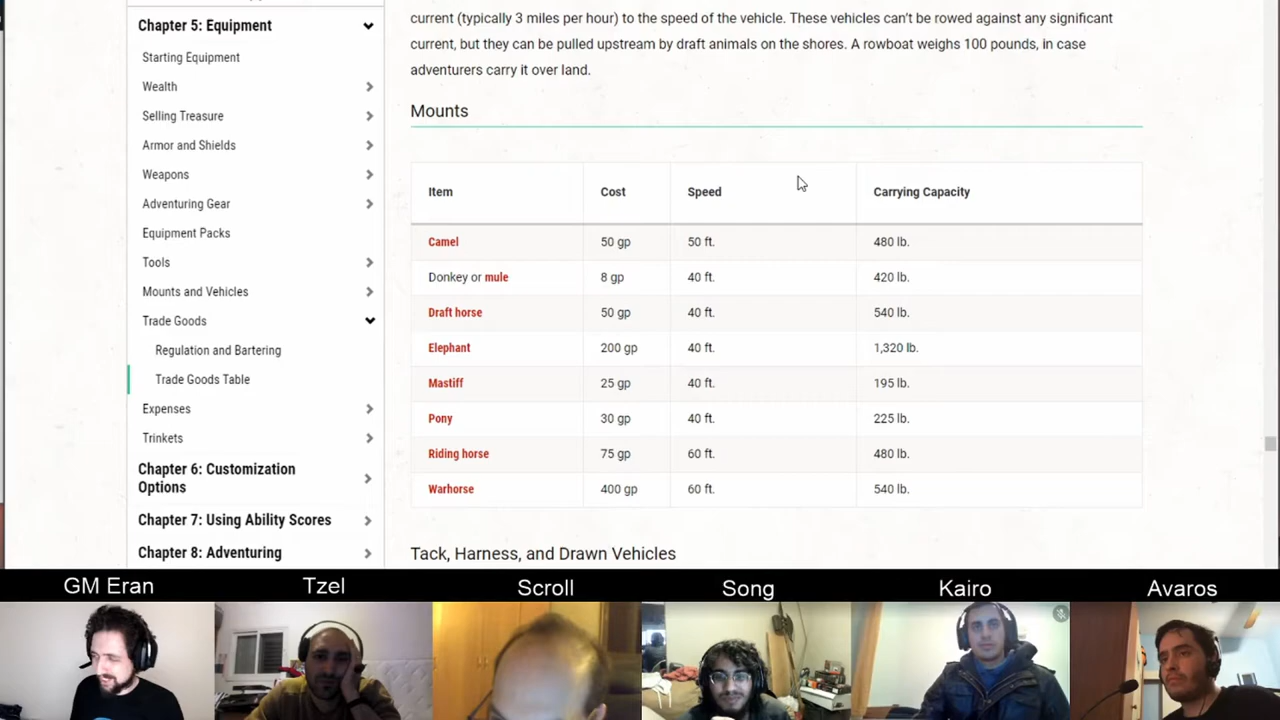 Chapter 5: Equipment
Starting Equipment
Wealth
Selling Treasure
Armor and Shields
Weapons
Adventuring Gear
Equipment Packs
Tools
Mounts and Vehicles
Trade Goods
Regulation and Bartering
Trade Goods Table
Expenses
Trinkets
Chapter 6: Customization
Options
Chapter 7: Using Ability Scores
Chapter 8: Adventuring
current (typically 3 miles per hour) to the speed of the vehicle. These vehicles can't be rowed against any significant
current, but they can be pulled upstream by draft animals on the shores. A rowboat weighs 100 pounds, in case
adventurers carry it over land.
Mounts
Item Cost Speed Carrying Capacity
Camel 50 gp 50 ft. 480 lb.
Donkey or mule 8 gp 40 ft. 420 lb.
Draft horse 50 gp 40 ft. 540 lb.
Elephant 200 gp 40 ft. 1,320 lb.
Mastiff 25 gp 40 ft. 195 lb.
Pony 30 gp 40 ft. 225 lb.
Riding horse 75 gp 60 ft. 480 lb.
Warhorse 400 gp 60 ft. 540 lb.
Tack, Harness, and Drawn Vehicles
GM Eran Tzel Scroll Song Kairo Avaros